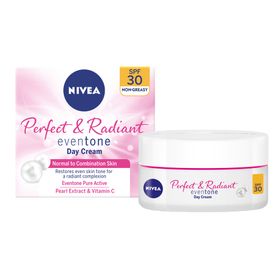 NIVEA
SPF
30
NON-GREASY
Perfect & Radiant
eventone
Day Cream
Normal to Combination Skin
Restores even skin tone for
a radiant complexion
Eventone Pure Active
Pearl Extract & Vitamin C
SPF
30
NIVEA
Perfect & Radiant
eventone
Day Cream